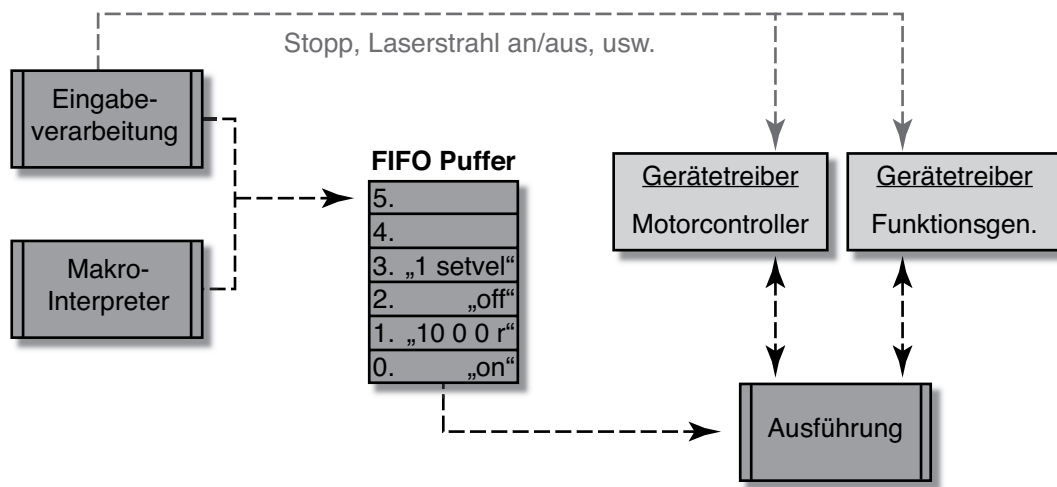 Stopp, Laserstrahl an/aus, usw.
Eingabe-
verarbeitung
Makro-
Interpreter
FIFO Puffer
5.
4.
3. „1 setvel“
2. „off“
1. „10 0 0 r“
0. „on“
Gerätetreiber
Motorcontroller
Gerätetreiber
Funktionsgen.
Ausführung